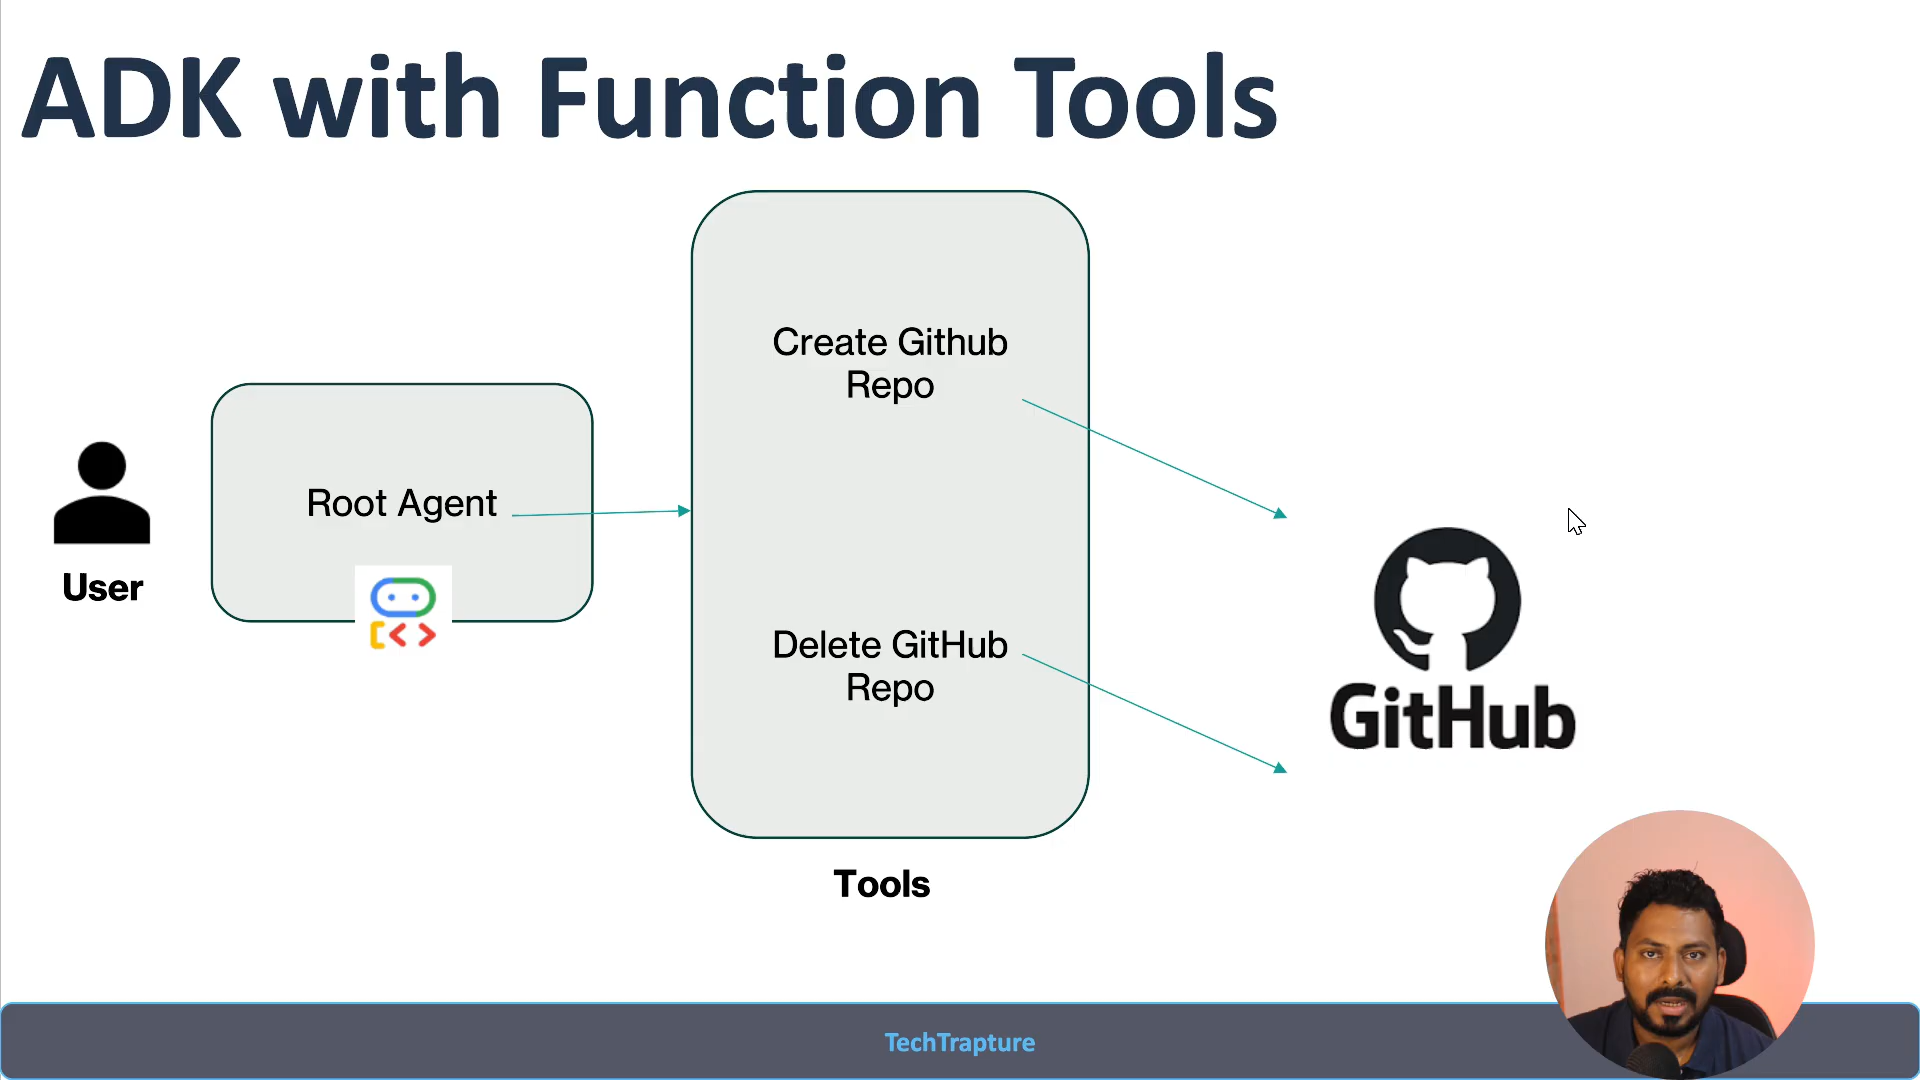 ADK with Function Tools
Create Github
Repo
Root Agent
User
Delete GitHub
Repo
GitHub
Tools
TechTrapture